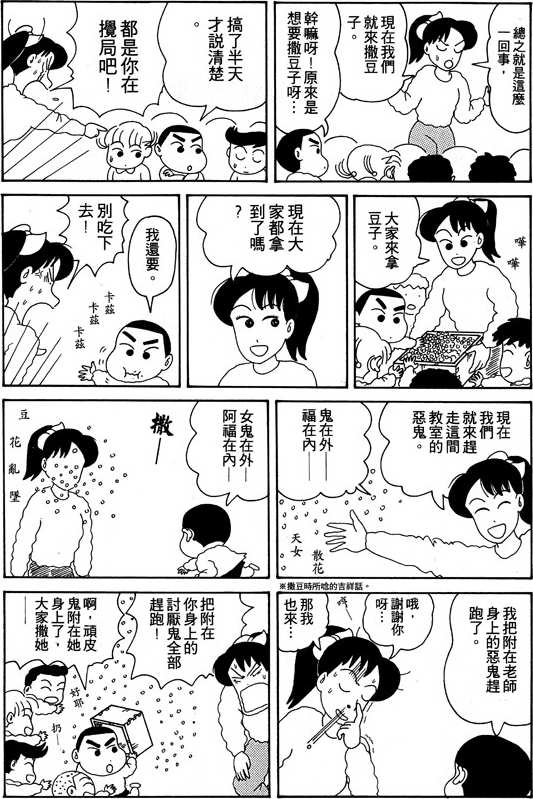 總之就是這麼
一回事，
現在我們
就來撒豆
子。
幹嘛呀！原來是
想要撒豆子呀…
搞了半天
才說清楚
。
都是你在
攪局吧！
嘩
嘩
大家來拿
豆子。
現在大
家都拿
到了嗎
？
我還要。
卡茲
卡茲
卡茲
別吃下
去！
現在
我們
就來趕
走這間
教室的
惡鬼。
鬼在外─
福在內─
天女
散花
※撒豆時所唸的吉祥話。
女鬼在外─
阿福在內─
撒─
豆
花
亂
墜
我把附在老師
身上的惡鬼趕
跑了。
哦，
謝謝你
呀…
那我
也來…
把附在
你身上的
討厭鬼全部
趕跑！
啊，頑皮
鬼附在她
身上了，
大家撒她
好耶
扔─